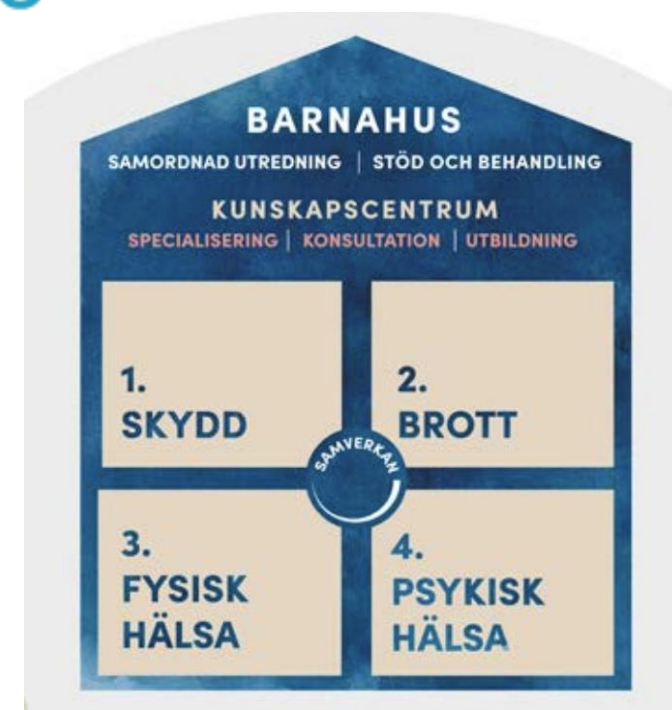 BARNAHUS
SAMORDNAD UTREDNING | STÖD OCH BEHANDLING
KUNSKAPSCENTRUM
SPECIALISERING | KONSULTATION | UTBILDNING
1.
SKYDD
2.
BROTT
SAMVERKAN
3.
FYSISK
HÄLSA
4.
PSYKISK
HÄLSA